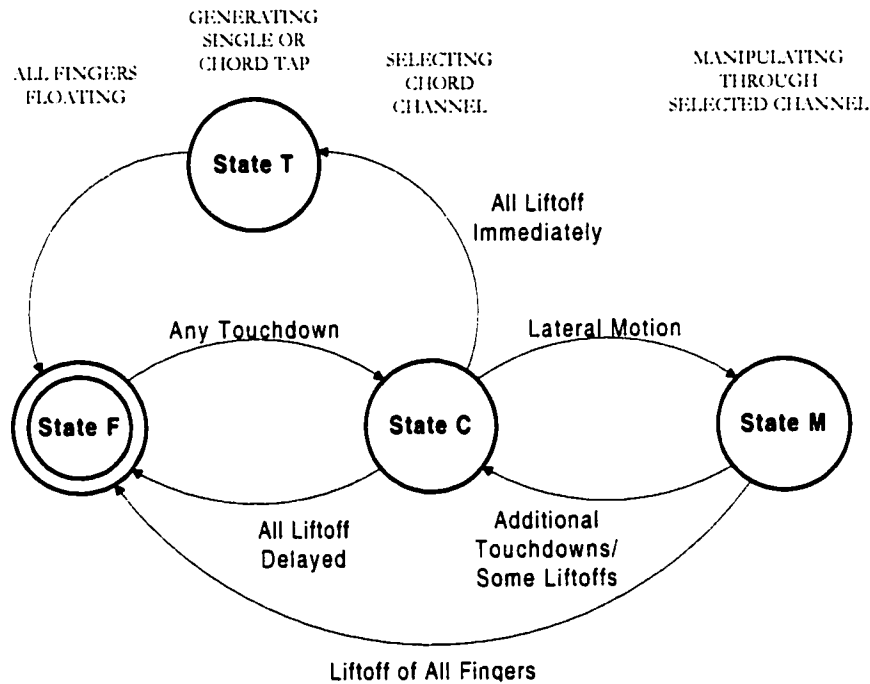 GENERATING
SINGLE OR
CHORD TAP
ALL FINGERS
FLOATING
SELECTING
CHORD
CHANNEL
MANIPULATING
THROUGH
SELECTED CHANNEL
State T
All Liftoff
Immediately
Any Touchdown
Lateral Motion
State F
State C
State M
All Liftoff
Delayed
Additional
Touchdowns/
Some Liftoffs
Liftoff of All Fingers